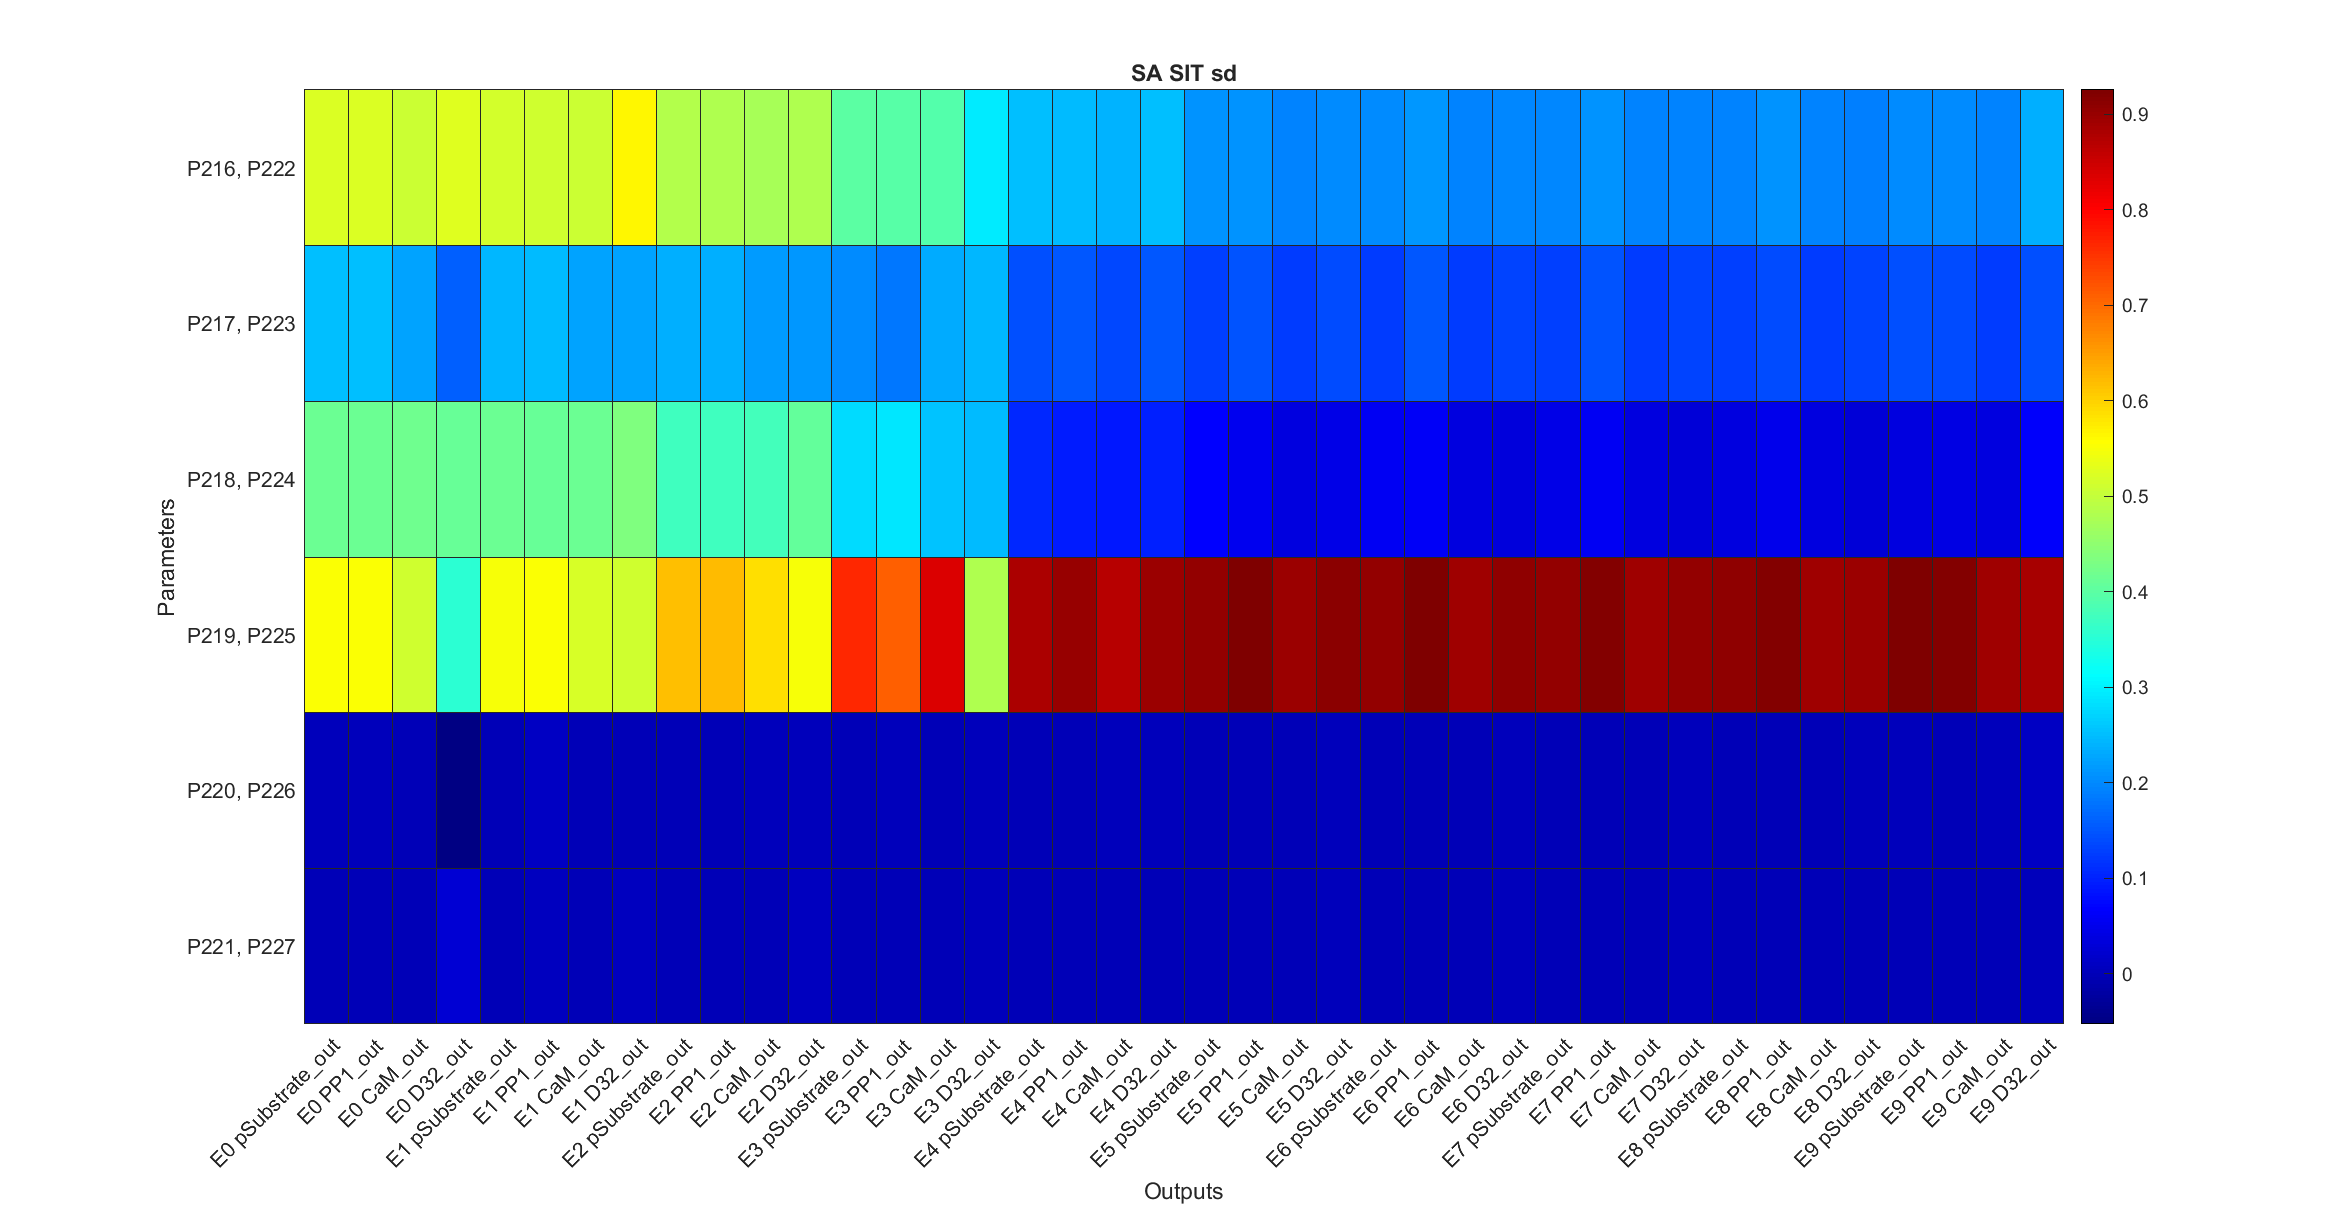 SA SIT sd
Parameters
P216, P222
P217, P223
P218, P224
P219, P225
P220, P226
P221, P227
0.9
0.8
0.7
0.6
0.5
0.4
0.3
0.2
0.1
0
E0 pSubstrate_out
E0 PP1_out
E0 CaM_out
E0 D32_out
E1 pSubstrate_out
E1 PP1_out
E1 CaM_out
E1 D32_out
E2 pSubstrate_out
E2 PP1_out
E2 CaM_out
E2 D32_out
E3 pSubstrate_out
E3 PP1_out
E3 CaM_out
E3 D32_out
E4 pSubstrate_out
E4 PP1_out
E4 CaM_out
E4 D32_out
E5 pSubstrate_out
E5 PP1_out
E5 CaM_out
E5 D32_out
E6 pSubstrate_out
E6 PP1_out
E6 CaM_out
E6 D32_out
E7 pSubstrate_out
E7 PP1_out
E7 CaM_out
E7 D32_out
E8 pSubstrate_out
E8 PP1_out
E8 CaM_out
E8 D32_out
E9 pSubstrate_out
E9 PP1_out
E9 CaM_out
E9 D32_out
Outputs